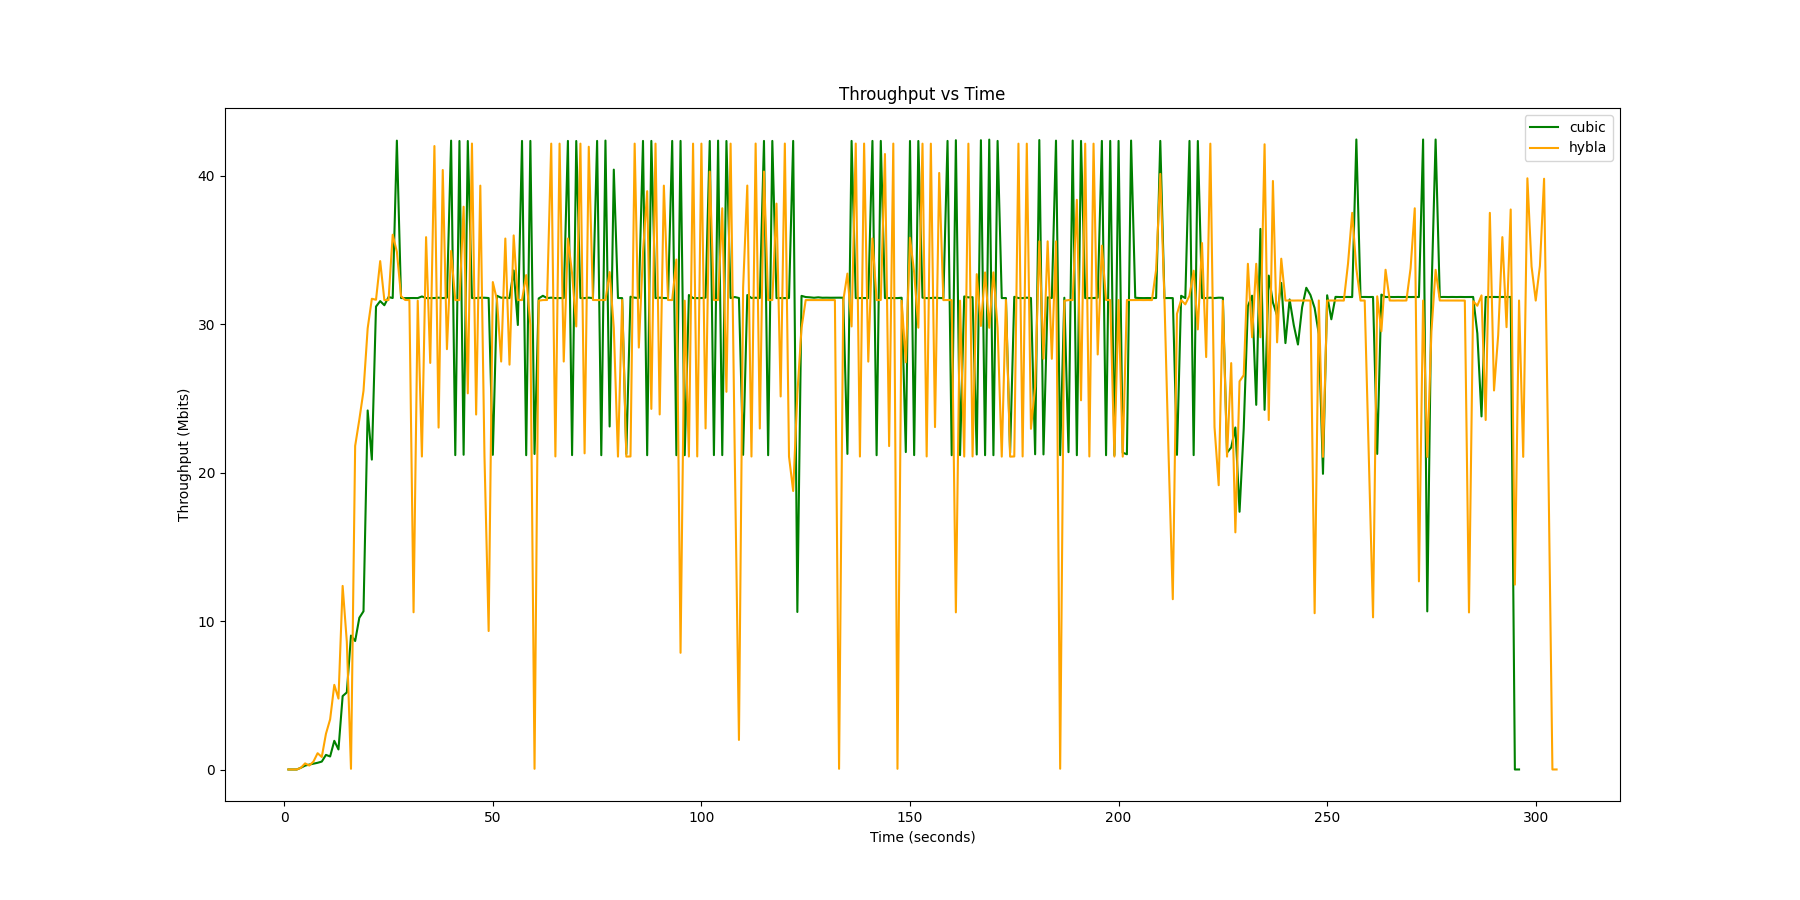 Throughput vs Time
cubic
hybla
Throughput (Mbits)
40
30
20
10
0
0 50 100 150 200 250 300
Time (seconds)